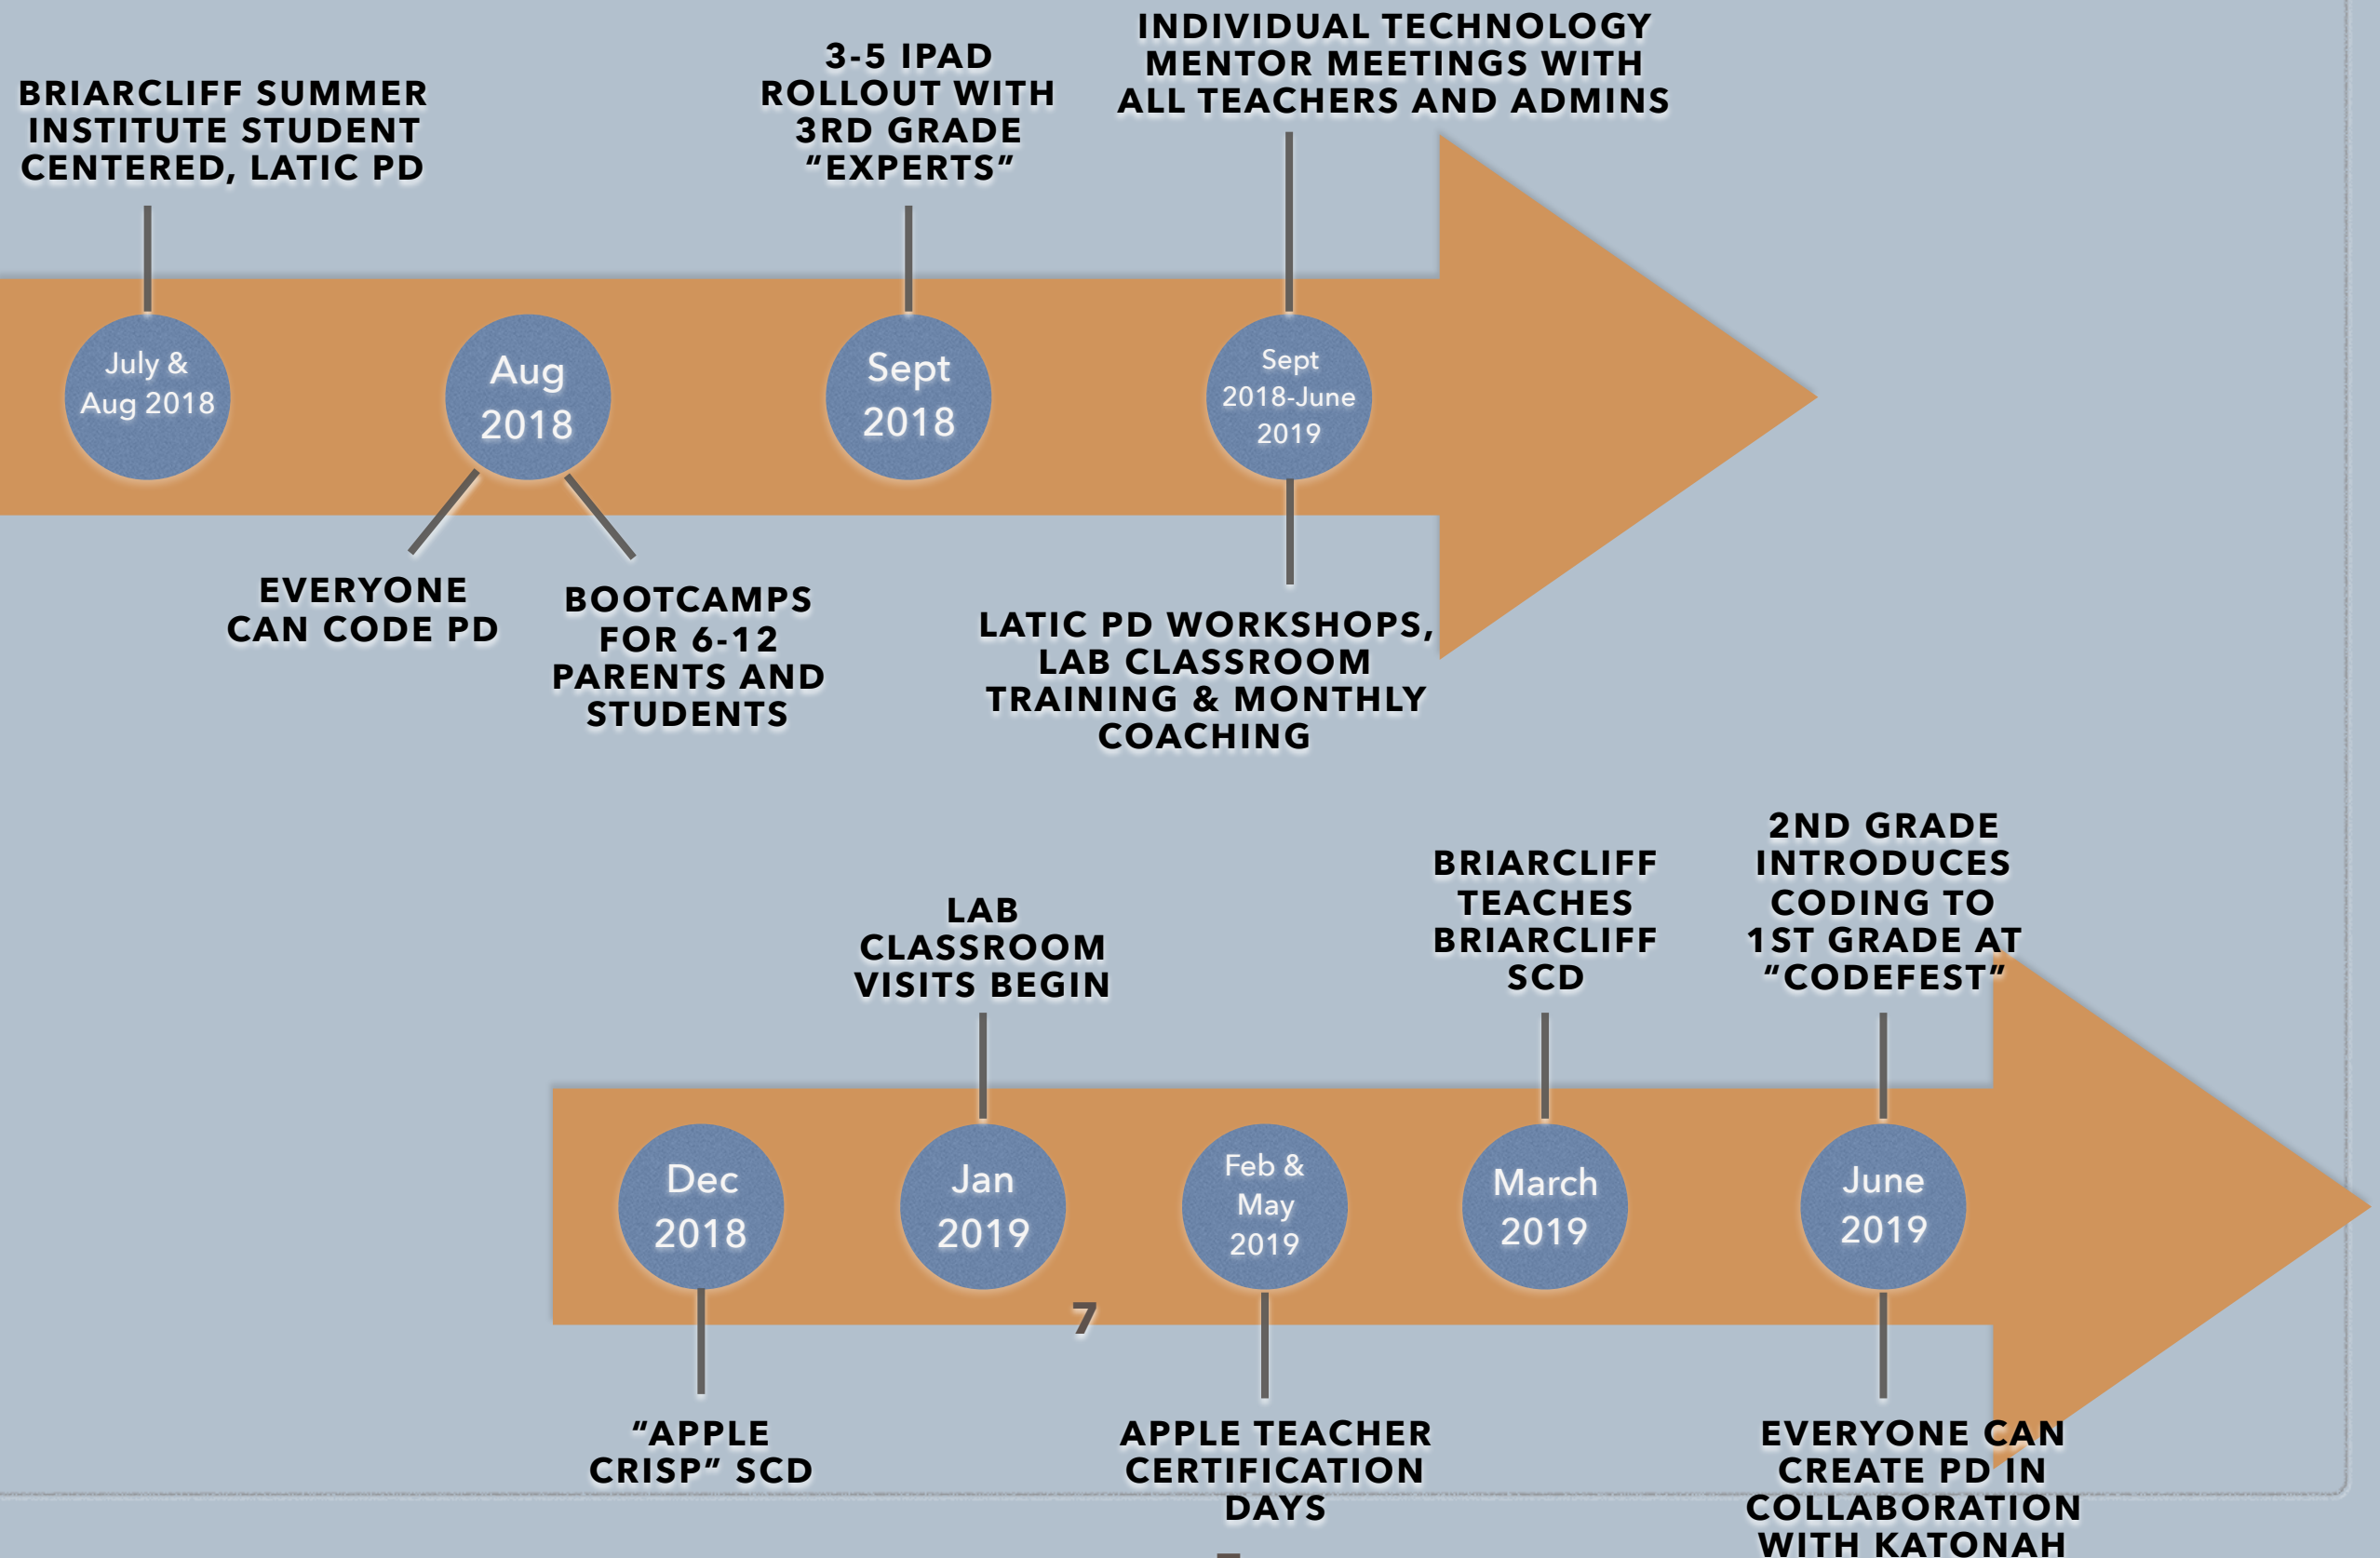 BRIARCLIFF SUMMER
INSTITUTE STUDENT
CENTERED, LATIC PD
3-5 IPAD
ROLLOUT WITH
3RD GRADE
“EXPERTS”
INDIVIDUAL TECHNOLOGY
MENTOR MEETINGS WITH
ALL TEACHERS AND ADMINS
July &
Aug 2018
Aug
2018
Sept
2018
Sept
2018-June
2019
EVERYONE
CAN CODE PD
BOOTCAMPS
FOR 6-12
PARENTS AND
STUDENTS
LATIC PD WORKSHOPS,
LAB CLASSROOM
TRAINING & MONTHLY
COACHING
LAB
CLASSROOM
VISITS BEGIN
BRIARCLIFF
TEACHES
BRIARCLIFF
SCD
2ND GRADE
INTRODUCES
CODING TO
1ST GRADE AT
“CODEFEST”
Dec
2018
Jan
2019
Feb &
May
2019
March
2019
June
2019
7
“APPLE
CRISP” SCD
APPLE TEACHER
CERTIFICATION
DAYS
EVERYONE CAN
CREATE PD IN
COLLABORATION
WITH KATONAH